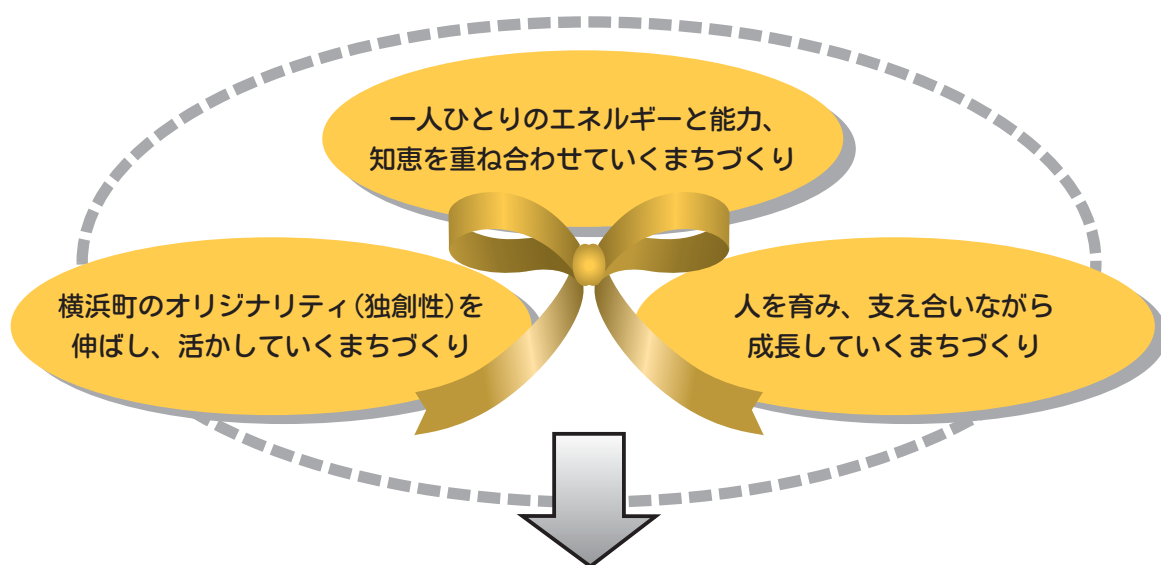 一人ひとりのエネルギーと能力、
知恵を重ね合わせていくまちづくり
横浜町のオリジナリティ(独創性)を
伸ばし、活かしていくまちづくり
人を育み、支え合いながら
成長していくまちづくり